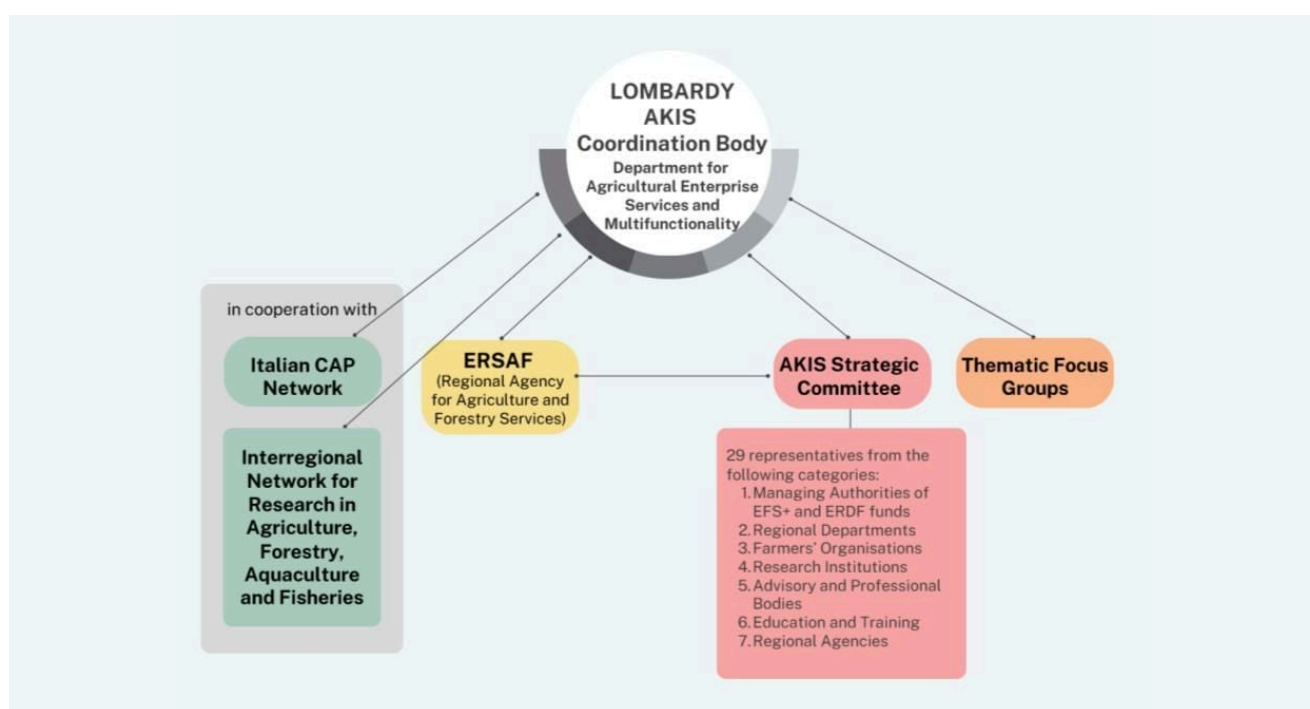 LOMBARDY
AKIS
Coordination Body
Department for
Agricultural Enterprise
Services and
Multifunctionality
in cooperation with
Italian CAP
Network
Interregional
Network for
Research in
Agriculture,
Forestry,
Aquaculture
and Fisheries
ERSAF
(Regional Agency
for Agriculture and
Forestry Services)
AKIS Strategic
Committee
29 representatives from the
following categories:
1. Managing Authorities of
EFS+ and ERDF funds
2. Regional Departments
3. Farmers' Organisations
4. Research Institutions
5. Advisory and Professional
Bodies
6. Education and Training
7. Regional Agencies
Thematic Focus
Groups